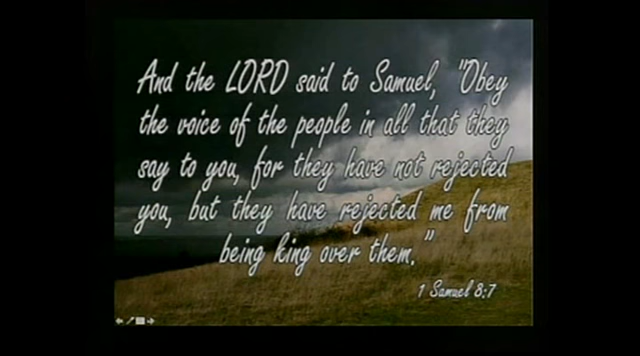 And the LORD said to Samuel, "Obey
the voice of the people in all that they
say to you, for they have not rejected
you, but they have rejected me from
being king over them."
1 Samuel 8:7